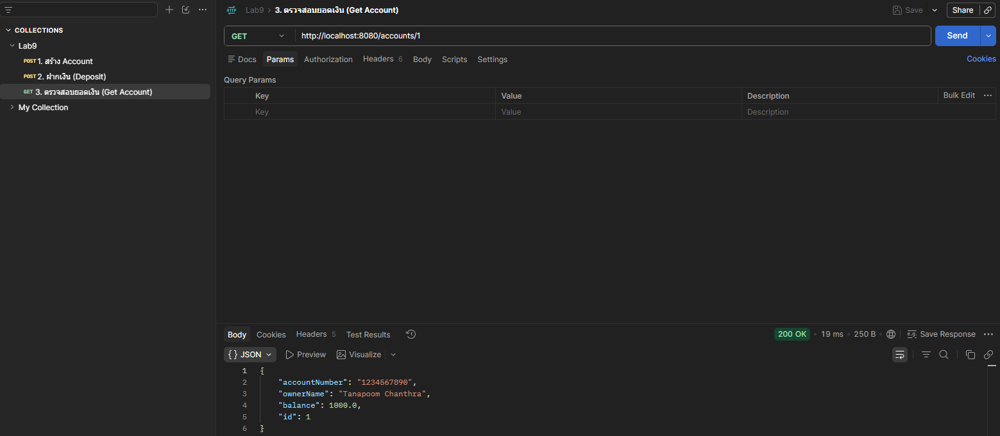 HTTP Lab9 > 3. ตรวจสอบยอดเงิน (Get Account) Save Share
COLLECTIONS
Lab9
POST 1. สร้าง Account
POST 2. ฝากเงิน (Deposit)
GET 3. ตรวจสอบยอดเงิน (Get Account)
My Collection
GET http://localhost:8080/accounts/1 Send
Docs Params Authorization Headers 6 Body Scripts Settings Cookies
Query Params
Key Value Description Bulk Edit
Key Value Description
Body Cookies Headers 5 Test Results 200 OK • 19 ms • 250 B • e.g. Save Response
{ } JSON Preview Visualize
1 {
2 "accountNumber": "1234567890",
3 "ownerName": "Tanapoom Chanthra",
4 "balance": 1000.0,
5 "id": 1
6 }